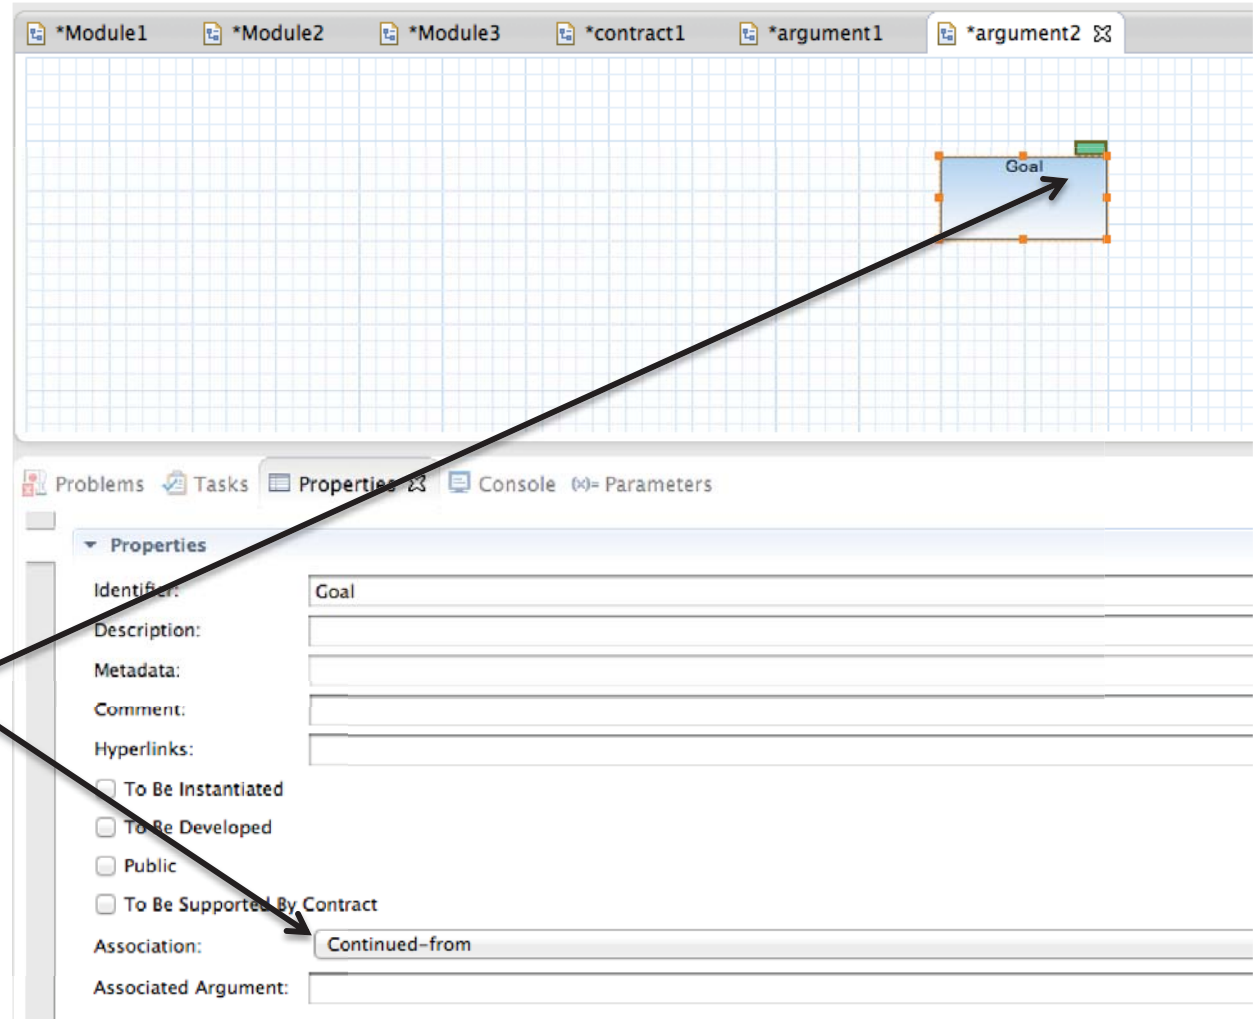 *Module1 *Module2 *Module3 *contract1 *argument1 *argument2
Goal
Problems Tasks Properties Console (x)= Parameters
Properties
Identifier: Goal
Description:
Metadata:
Comment:
Hyperlinks:
To Be Instantiated
To Be Developed
Public
To Be Supported By Contract
Association: Continued-from
Associated Argument: